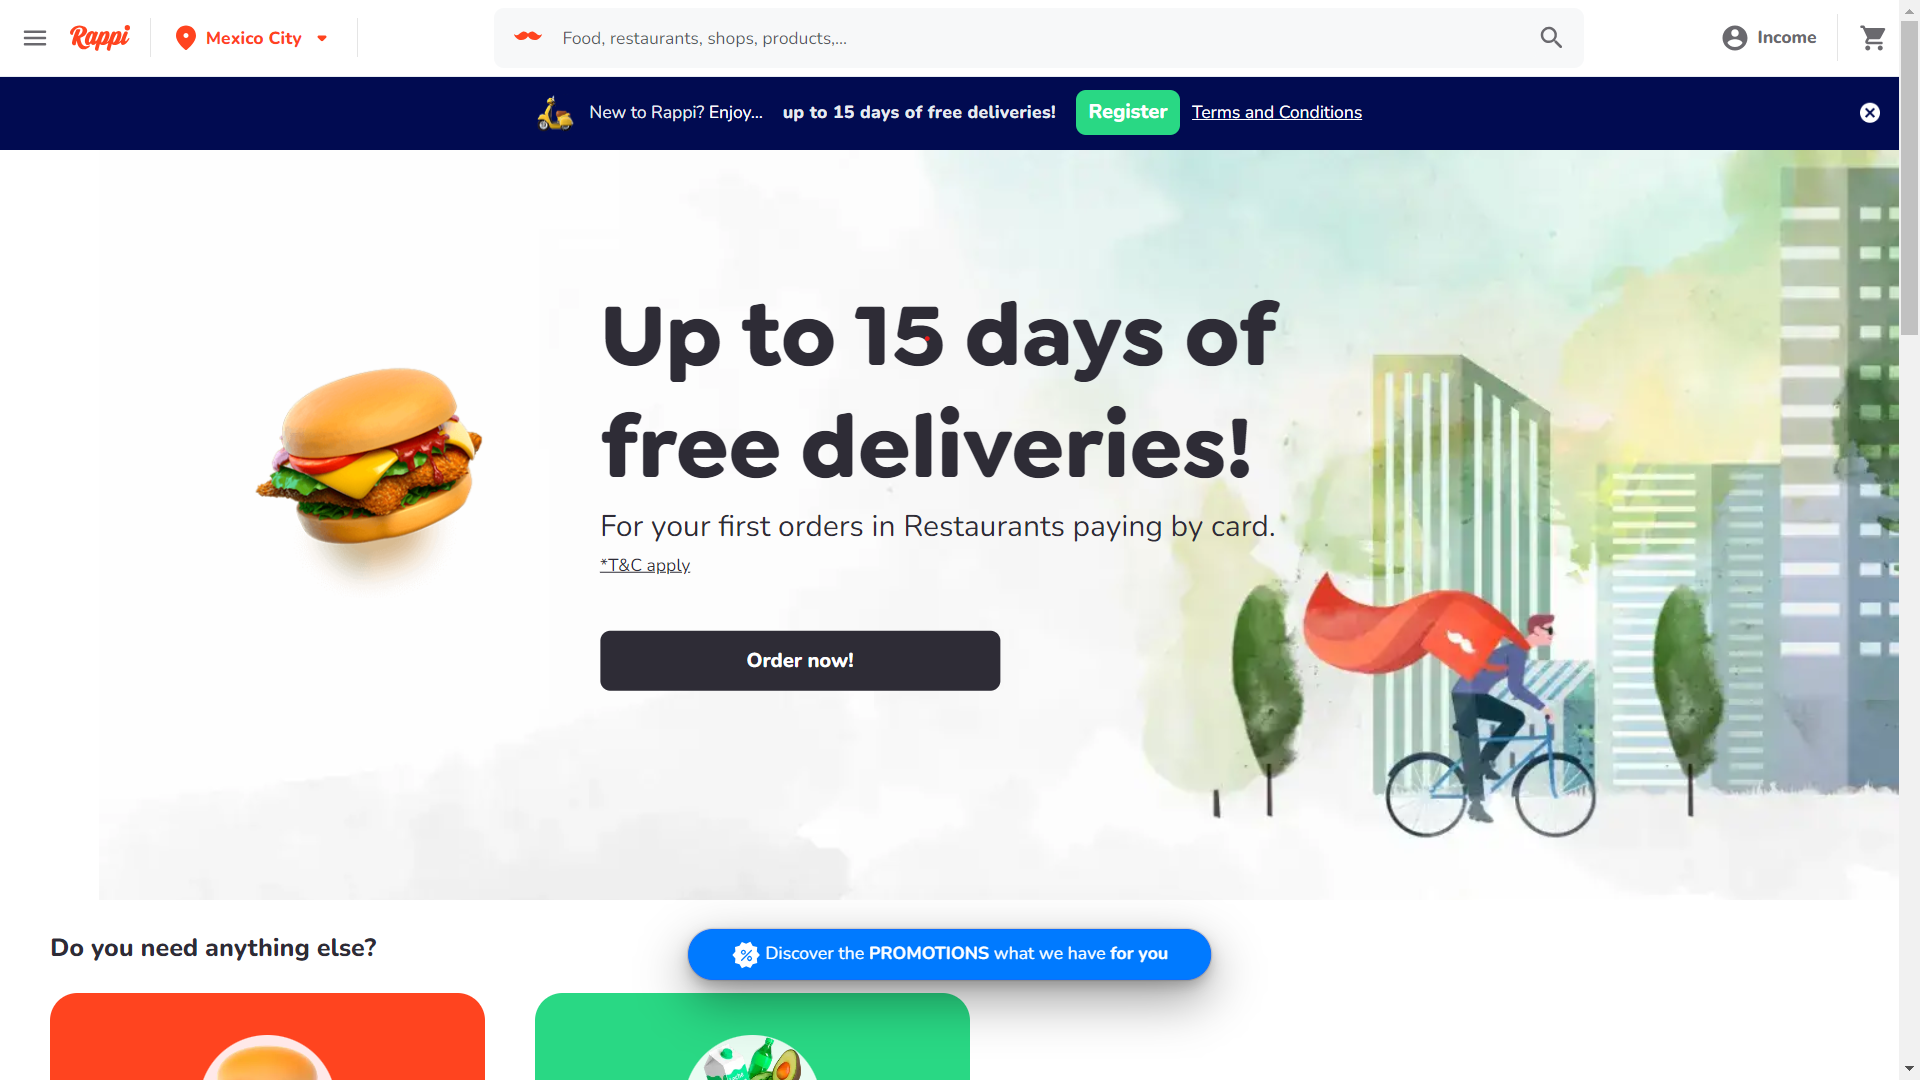 Rappi
Mexico City
Food, restaurants, shops, products,...
Income
New to Rappi? Enjoy... up to 15 days of free deliveries! Register Terms and Conditions
Up to 15 days of
free deliveries!
For your first orders in Restaurants paying by card.
*T&C apply
Order now!
Do you need anything else?
Discover the PROMOTIONS what we have for you